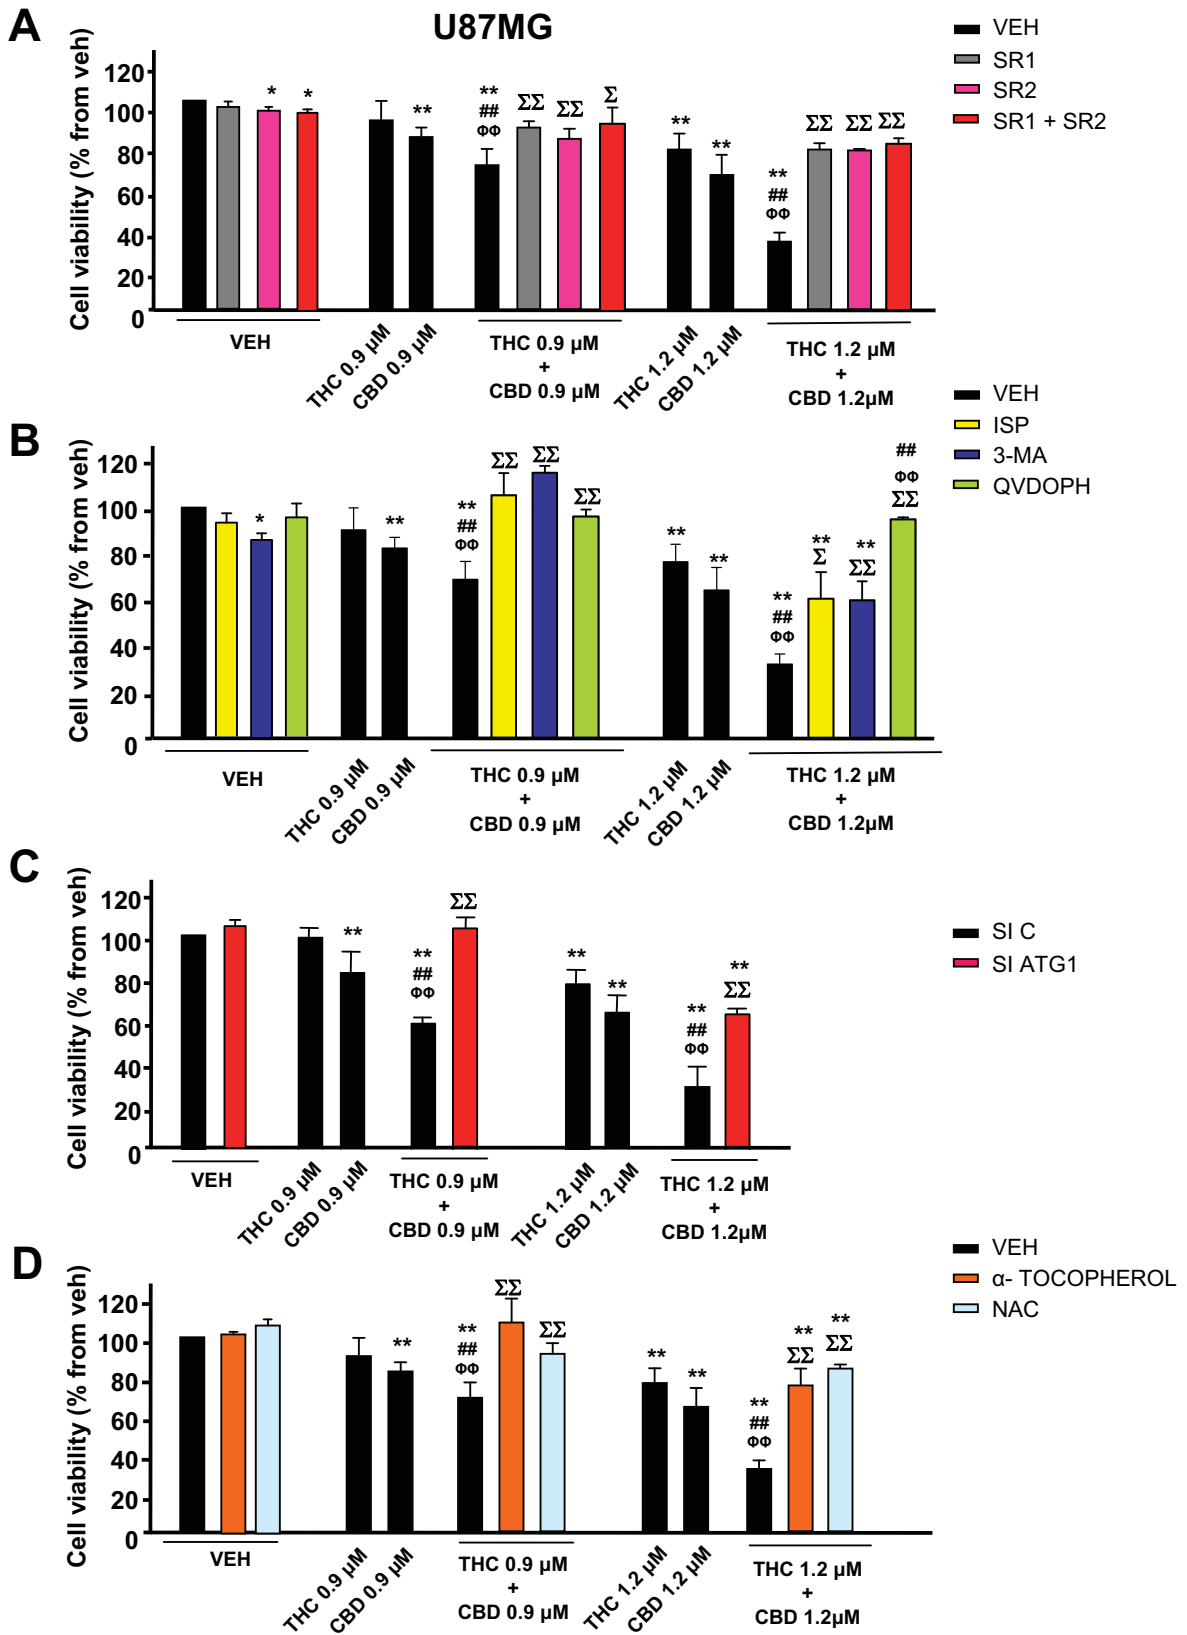 A
U87MG
Cell viability (% from veh)
120
100
80
60
40
20
0
*
*
**
**
##
ΦΦ
ΣΣ
ΣΣ
Σ
**
**
**
##
ΦΦ
ΣΣ
ΣΣ
ΣΣ
VEH
THC 0.9 µM
CBD 0.9 µM
THC 0.9 µM
+
CBD 0.9 µM
THC 1.2 µM
CBD 1.2 µM
THC 1.2 µM
+
CBD 1.2µM
VEH
SR1
SR2
SR1 + SR2
B
Cell viability (% from veh)
120
100
80
60
40
20
0
*
**
**
##
ΦΦ
ΣΣ
ΣΣ
ΣΣ
**
**
**
##
ΦΦ
**
Σ
**
ΣΣ
##
ΦΦ
ΣΣ
VEH
THC 0.9 µM
CBD 0.9 µM
THC 0.9 µM
+
CBD 0.9 µM
THC 1.2 µM
CBD 1.2 µM
THC 1.2 µM
+
CBD 1.2µM
VEH
ISP
3-MA
QVDOPH
C
Cell viability (% from veh)
120
100
80
60
40
20
0
**
**
##
ΦΦ
ΣΣ
**
**
**
##
ΦΦ
**
ΣΣ
VEH
THC 0.9 µM
CBD 0.9 µM
THC 0.9 µM
+
CBD 0.9 µM
THC 1.2 µM
CBD 1.2 µM
THC 1.2 µM
+
CBD 1.2µM
SI C
SI ATG1
D
Cell viability (% from veh)
120
100
80
60
40
20
0
**
**
##
ΦΦ
ΣΣ
ΣΣ
**
**
**
##
ΦΦ
**
ΣΣ
**
ΣΣ
VEH
THC 0.9 µM
CBD 0.9 µM
THC 0.9 µM
+
CBD 0.9 µM
THC 1.2 µM
CBD 1.2 µM
THC 1.2 µM
+
CBD 1.2µM
VEH
α- TOCOPHEROL
NAC